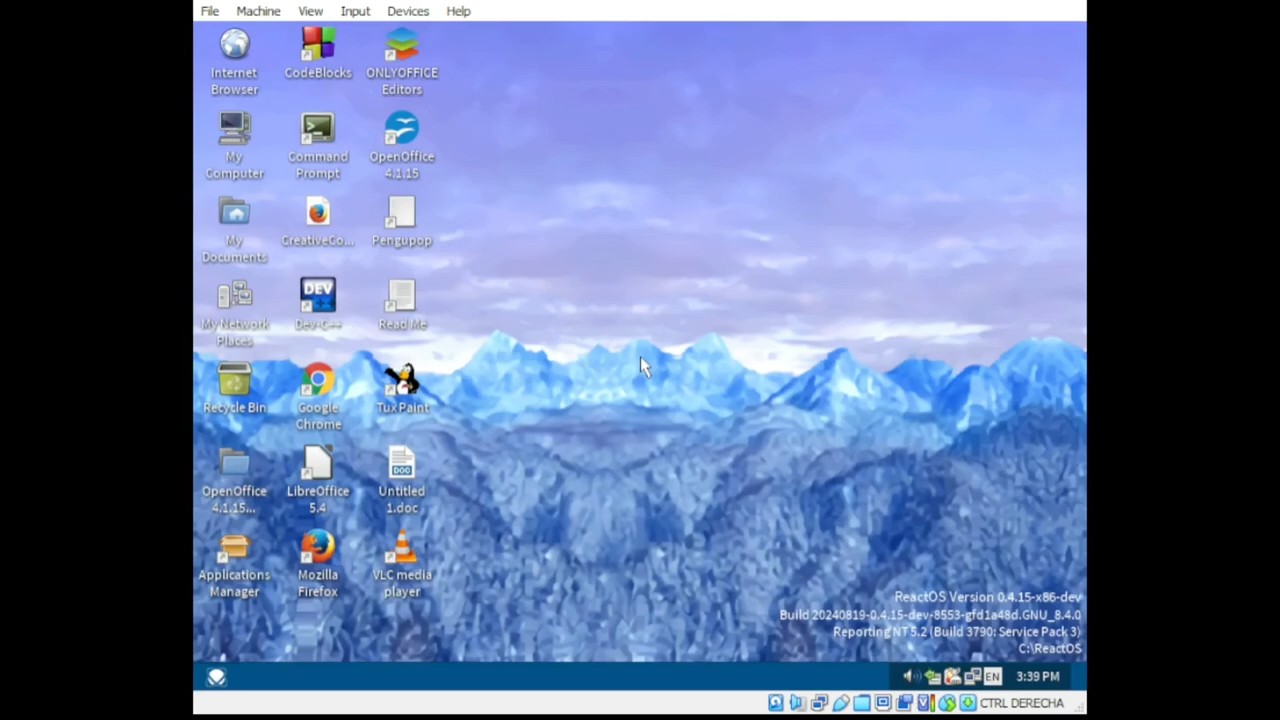 File Machine View Input Devices Help
Internet
Browser
CodeBlocks
ONLYOFFICE
Editors
My
Computer
Command
Prompt
OpenOffice
4.1.15
My
Documents
CreativeCo...
Pengupop
My Network
Places
DEV
Dev-C++
Read Me
Recycle Bin
Google
Chrome
Tux Paint
OpenOffice
4.1.15...
LibreOffice
5.4
DOC
Untitled
1.doc
Applications
Manager
Mozilla
Firefox
VLC media
player
ReactOS Version 0.4.15-x86-dev
Build 20240819-0.4.15-dev-8553-gfd1a48d.GNU_8.4.0
Reporting NT 5.2 (Build 3790: Service Pack 3)
C:\ReactOS
EN 3:39 PM
CTRL DERECHA